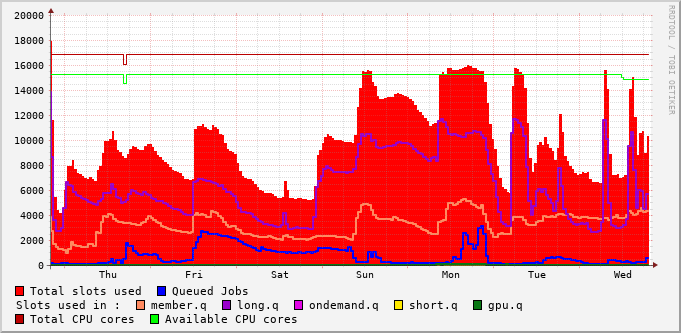 20000
18000
16000
14000
12000
10000
8000
6000
4000
2000
0
Thu Fri Sat Sun Mon Tue Wed
RRDTOOL / TOBI OETIKER
Total slots used Queued Jobs
Slots used in : member.q long.q ondemand.q short.q gpu.q
Total CPU cores Available CPU cores